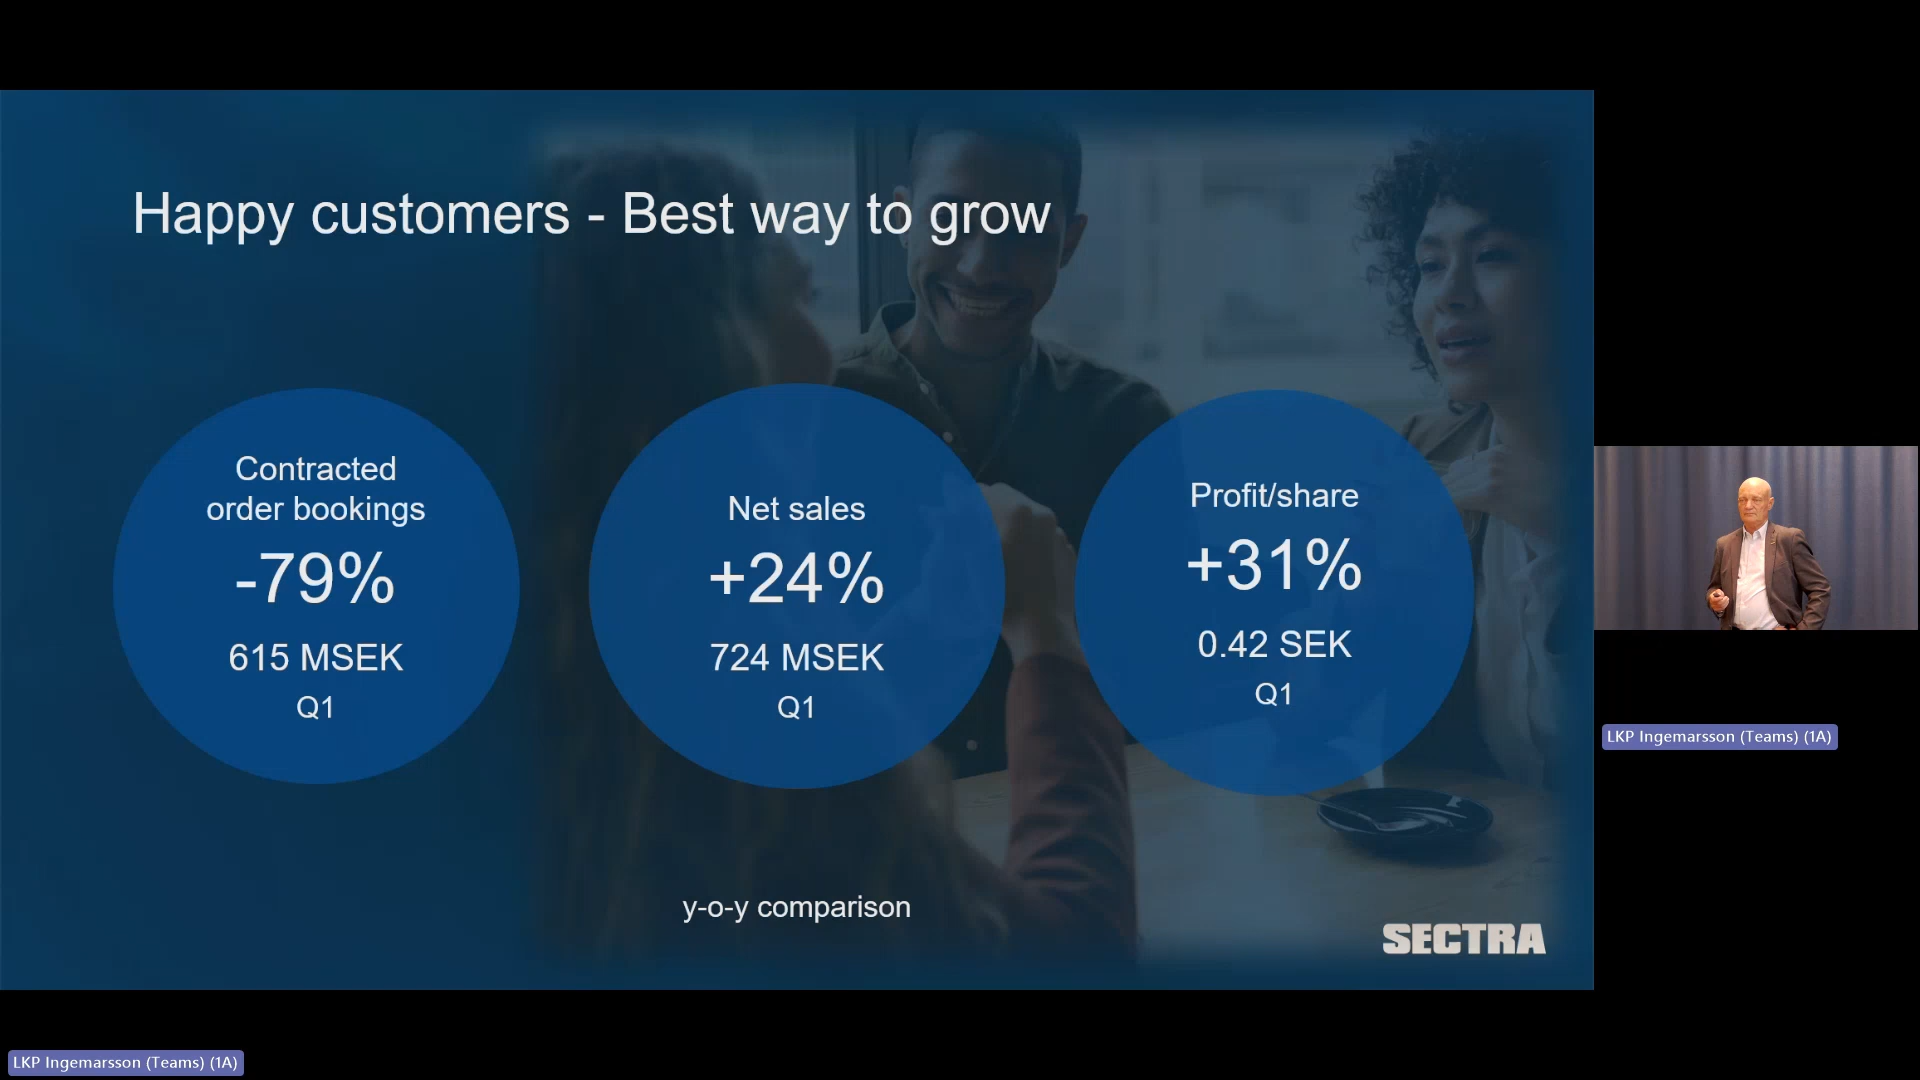 Happy customers - Best way to grow
Contracted
order bookings
-79%
615 MSEK
Q1
Net sales
+24%
724 MSEK
Q1
Profit/share
+31%
0.42 SEK
Q1
y-o-y comparison
SECTRA
LKP Ingemarsson (Teams) (1A)
LKP Ingemarsson (Teams) (1A)